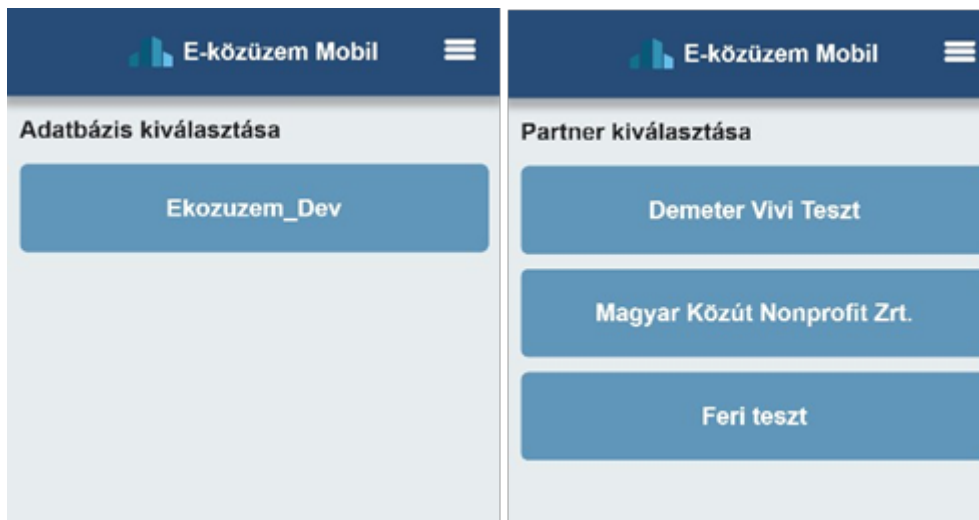 E-közüzem Mobil
Adatbázis kiválasztása
Ekozuzem_Dev
E-közüzem Mobil
Partner kiválasztása
Demeter Vivi Teszt
Magyar Közút Nonprofit Zrt.
Feri teszt